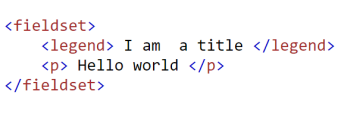 <fieldset>
    <legend> I am  a title </legend>
    <p> Hello world </p>
</fieldset>